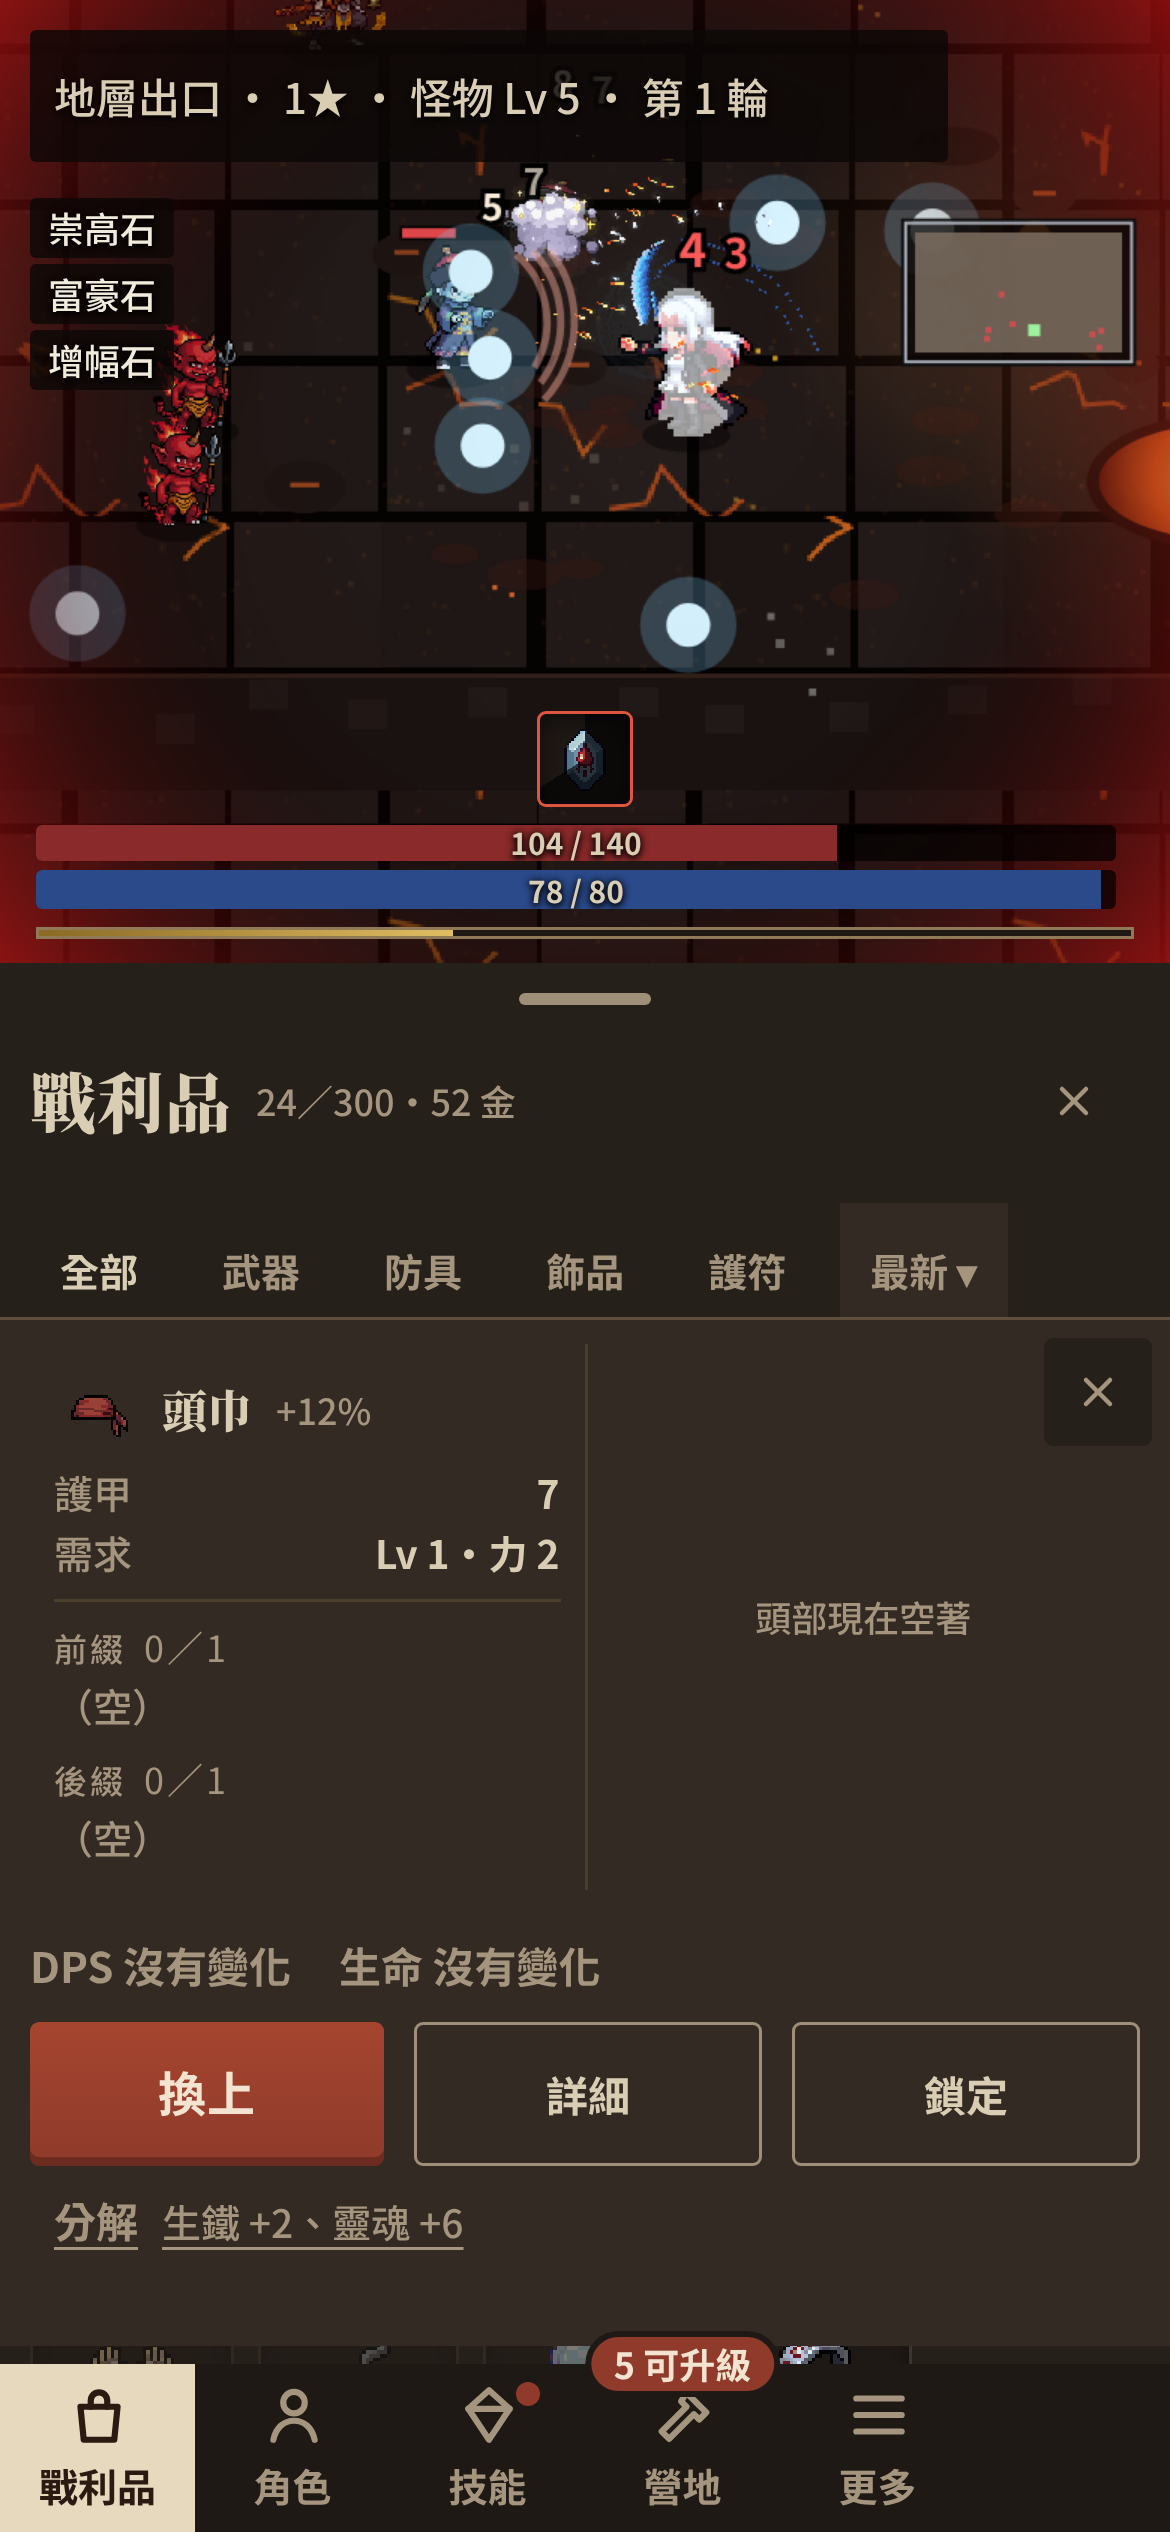 地層出口 · 1★ · 怪物 Lv 5 · 第 1 輪
崇高石
富豪石
增幅石
8 7
7
5
4 3
104 / 140
78 / 80
戰利品 24／300・52 金
全部 武器 防具 飾品 護符 最新 ▾
頭巾 +12%
護甲 7
需求 Lv 1・力 2
前綴 0／1
（空）
後綴 0／1
（空）
頭部現在空著
DPS 沒有變化 生命 沒有變化
換上 詳細 鎖定
分解 生鐵 +2、靈魂 +6
5 可升級
戰利品 角色 技能 營地 更多